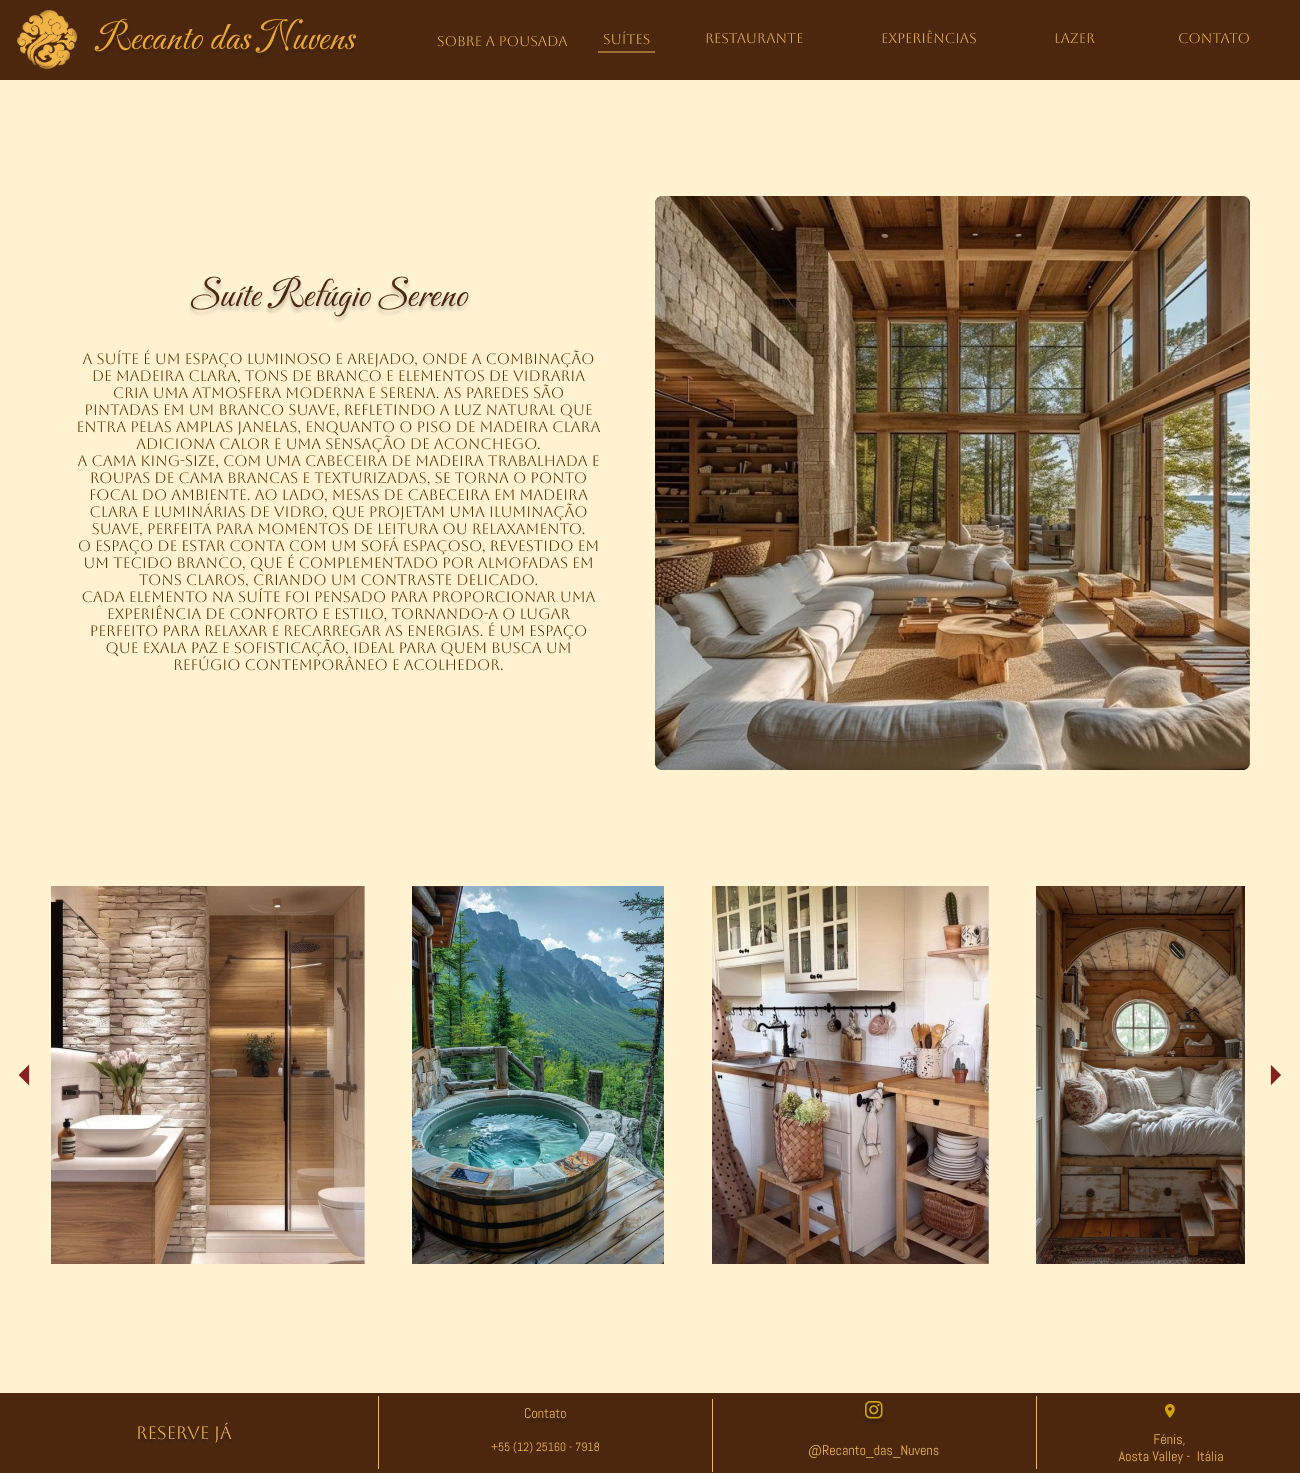 Recanto das Nuvens
SOBRE A POUSADA
SUÍTES
RESTAURANTE
EXPERIÊNCIAS
LAZER
CONTATO
Suíte Refúgio Sereno
A SUÍTE É UM ESPAÇO LUMINOSO E AREJADO, ONDE A COMBINAÇÃO
DE MADEIRA CLARA, TONS DE BRANCO E ELEMENTOS DE VIDRARIA
CRIA UMA ATMOSFERA MODERNA E SERENA. AS PAREDES SÃO
PINTADAS EM UM BRANCO SUAVE, REFLETINDO A LUZ NATURAL QUE
ENTRA PELAS AMPLAS JANELAS, ENQUANTO O PISO DE MADEIRA CLARA
ADICIONA CALOR E UMA SENSAÇÃO DE ACONCHEGO.
A CAMA KING-SIZE, COM UMA CABECEIRA DE MADEIRA TRABALHADA E
ROUPAS DE CAMA BRANCAS E TEXTURIZADAS, SE TORNA O PONTO
FOCAL DO AMBIENTE. AO LADO, MESAS DE CABECEIRA EM MADEIRA
CLARA E LUMINÁRIAS DE VIDRO, QUE PROJETAM UMA ILUMINAÇÃO
SUAVE, PERFEITA PARA MOMENTOS DE LEITURA OU RELAXAMENTO.
O ESPAÇO DE ESTAR CONTA COM UM SOFÁ ESPAÇOSO, REVESTIDO EM
UM TECIDO BRANCO, QUE É COMPLEMENTADO POR ALMOFADAS EM
TONS CLAROS, CRIANDO UM CONTRASTE DELICADO.
CADA ELEMENTO NA SUÍTE FOI PENSADO PARA PROPORCIONAR UMA
EXPERIÊNCIA DE CONFORTO E ESTILO, TORNANDO-A O LUGAR
PERFEITO PARA RELAXAR E RECARREGAR AS ENERGIAS. É UM ESPAÇO
QUE EXALA PAZ E SOFISTICAÇÃO, IDEAL PARA QUEM BUSCA UM
REFÚGIO CONTEMPORÂNEO E ACOLHEDOR.
RESERVE JÁ
Contato
+55 (12) 25160 - 7918
@Recanto_das_Nuvens
Fénis,
Aosta Valley - Itália